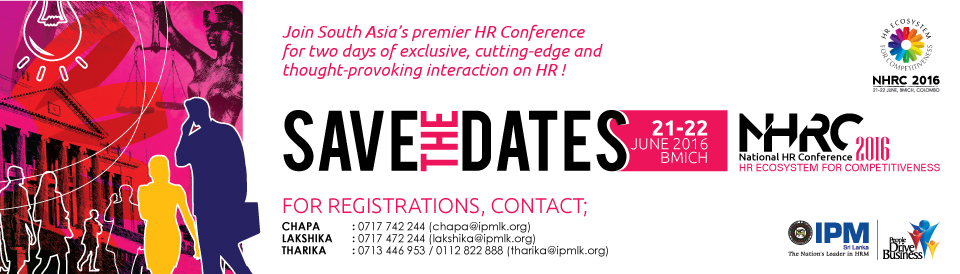 Join South Asia's premier HR Conference
for two days of exclusive, cutting-edge and
thought-provoking interaction on HR !
HR ECOSYSTEM
FOR COMPETITIVENESS
NHRC 2016
21-22 JUNE, BMICH, COLOMBO
SAVE THE DATES
21-22
JUNE 2016
BMICH
NHRC
National HR Conference 2016
HR ECOSYSTEM FOR COMPETITIVENESS
FOR REGISTRATIONS, CONTACT;
CHAPA : 0717 742 244 (chapa@ipmlk.org)
LAKSHIKA : 0717 472 244 (lakshika@ipmlk.org)
THARIKA : 0713 446 953 / 0112 822 888 (tharika@ipmlk.org)
IPM
Sri Lanka
The Nation's Leader in HRM
People
Drive
Business